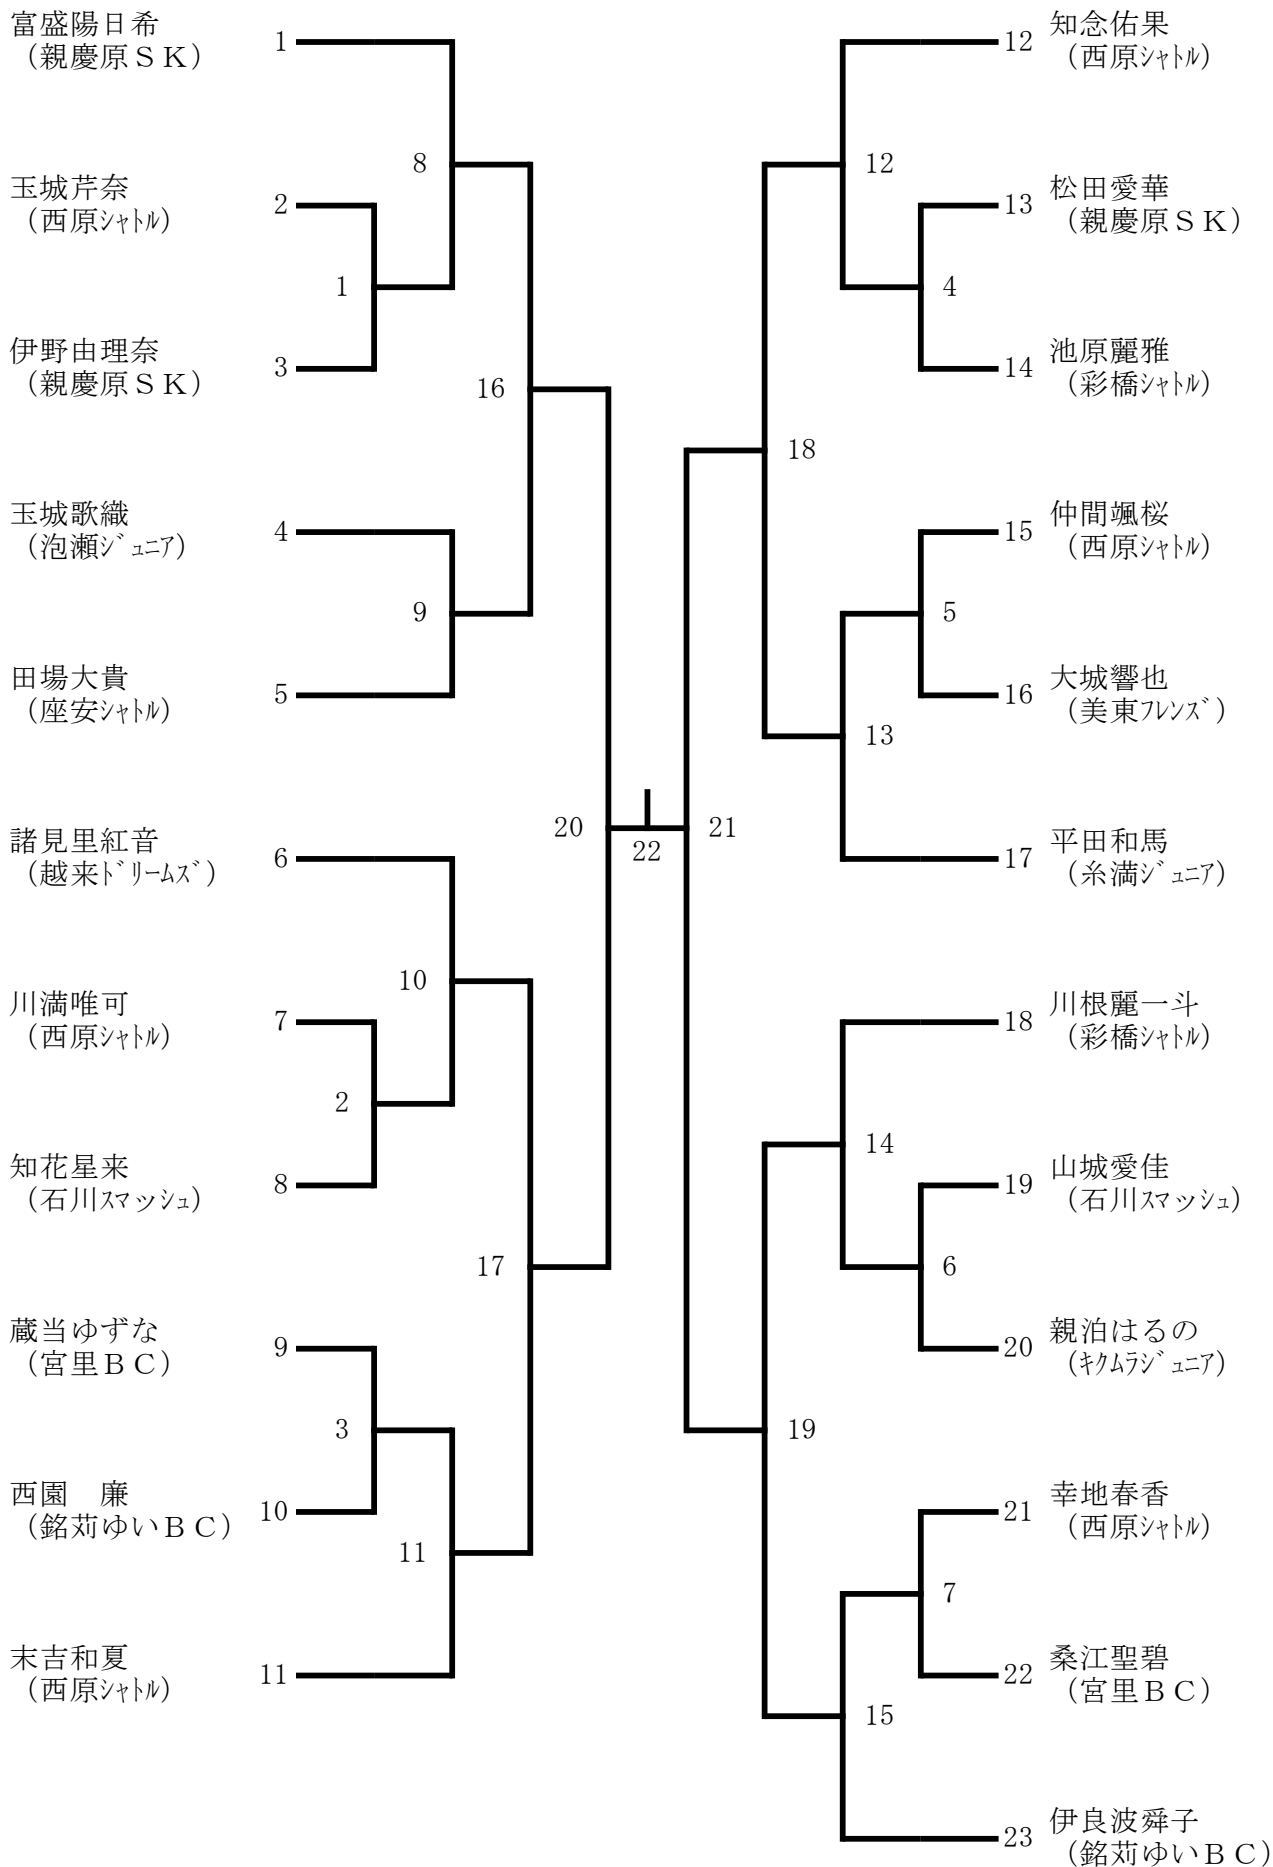 富盛陽日希
（親慶原ＳＫ）
1
玉城芹奈
（西原ｼｬﾄﾙ）
2
伊野由理奈
（親慶原ＳＫ）
3
玉城歌織
（泡瀬ｼﾞｭﾆｱ）
4
田場大貴
（座安ｼｬﾄﾙ）
5
諸見里紅音
（越来ﾄﾞﾘｰﾑｽﾞ）
6
川満唯可
（西原ｼｬﾄﾙ）
7
知花星来
（石川ｽﾏｯｼｭ）
8
蔵当ゆずな
（宮里ＢＣ）
9
西園　廉
（銘苅ゆいＢＣ）
10
末吉和夏
（西原ｼｬﾄﾙ）
11
1
2
3
8
9
10
11
16
17
20
22
21
18
19
12
13
14
15
4
5
6
7
12
知念佑果
（西原ｼｬﾄﾙ）
13
松田愛華
（親慶原ＳＫ）
14
池原麗雅
（彩橋ｼｬﾄﾙ）
15
仲間颯桜
（西原ｼｬﾄﾙ）
16
大城響也
（美東ﾌﾚﾝｽﾞ）
17
平田和馬
（糸満ｼﾞｭﾆｱ）
18
川根麗一斗
（彩橋ｼｬﾄﾙ）
19
山城愛佳
（石川ｽﾏｯｼｭ）
20
親泊はるの
（ｷｸﾑﾗｼﾞｭﾆｱ）
21
幸地春香
（西原ｼｬﾄﾙ）
22
桑江聖碧
（宮里ＢＣ）
23
伊良波舜子
（銘苅ゆいＢＣ）